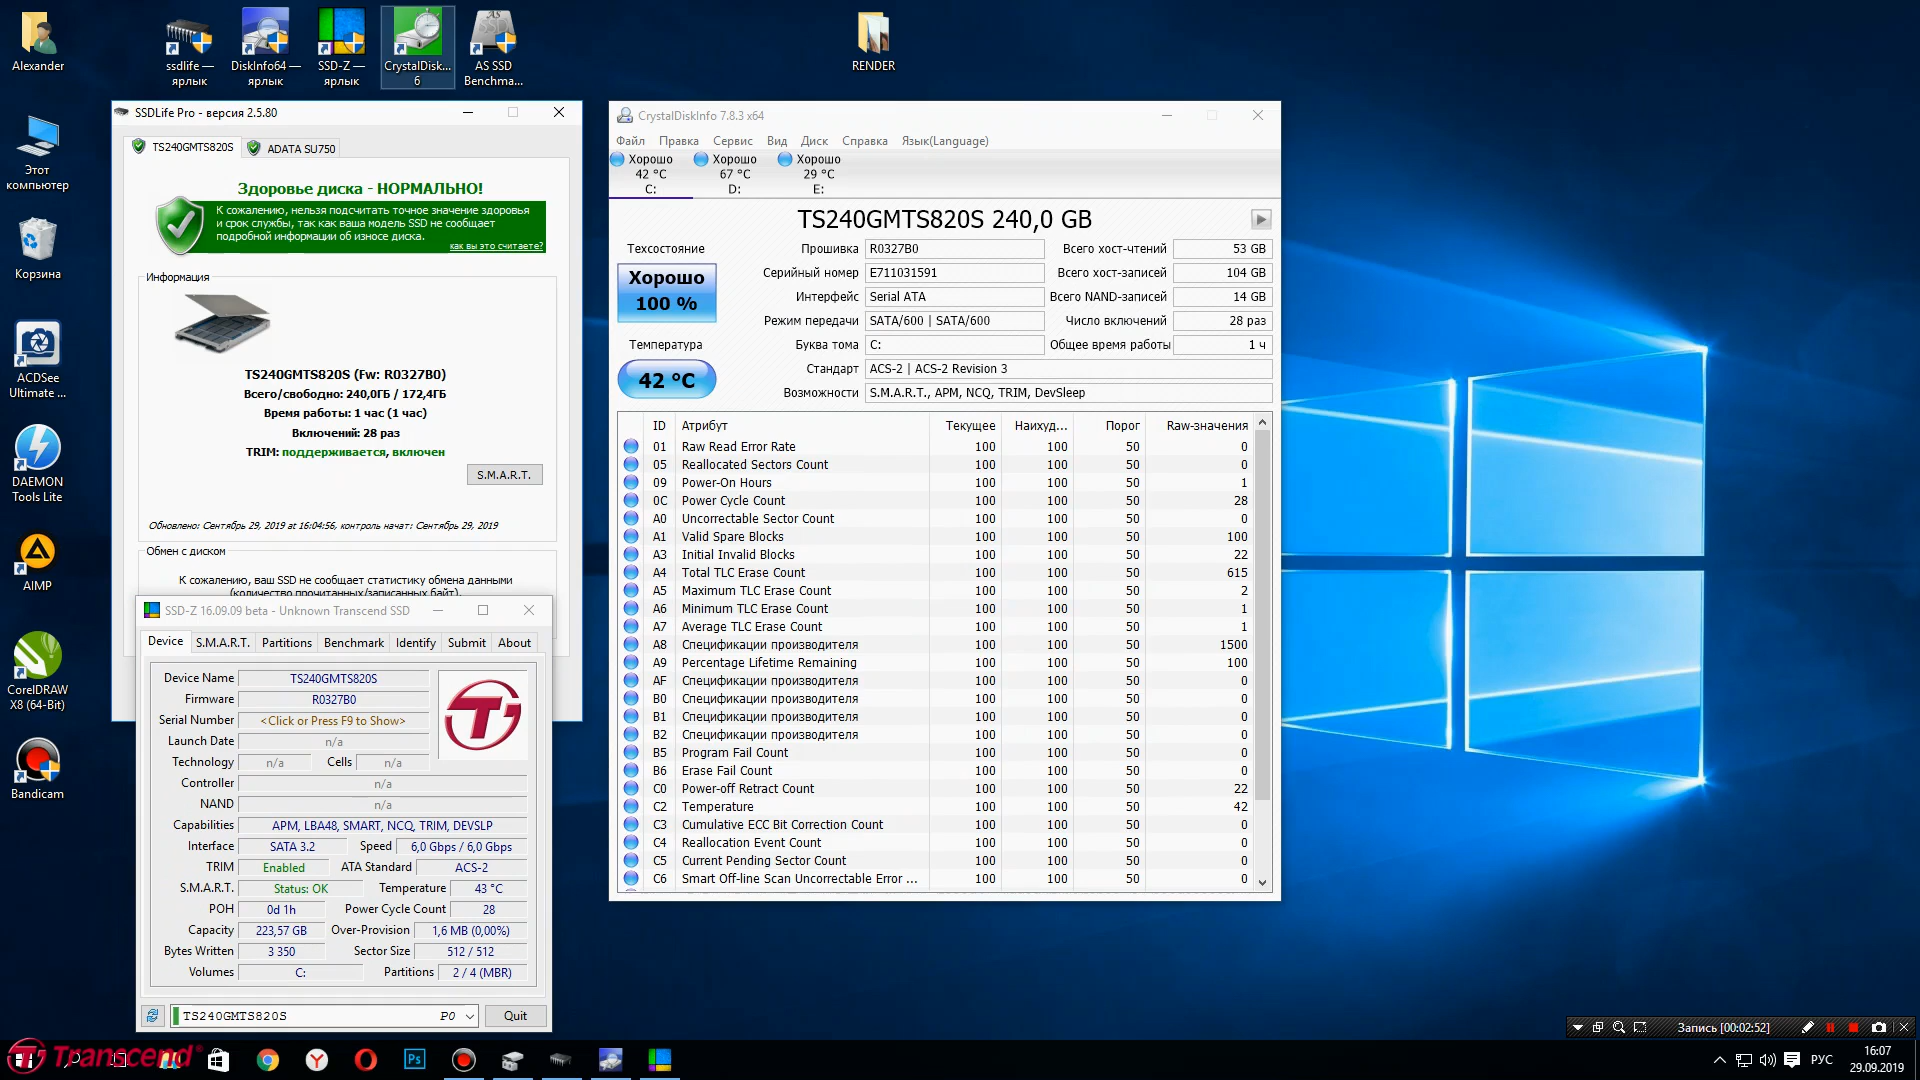 Alexander
ssdlife —
ярлык
DiskInfo64 —
ярлык
SSD-Z —
ярлык
CrystalDisk...
6
AS SSD
Benchma...
RENDER
Этот
компьютер
Корзина
ACDSee
Ultimate ...
DAEMON
Tools Lite
AIMP
CorelDRAW
X8 (64-Bit)
Bandicam
SSDLife Pro - версия 2.5.80
TS240GMTS820S
ADATA SU750
Здоровье диска - НОРМАЛЬНО!
К сожалению, нельзя подсчитать точное значение здоровья
и срок службы, так как ваша модель SSD не сообщает
подробной информации об износе диска.
как вы это считаете?
Информация
TS240GMTS820S (Fw: R0327B0)
Всего/свободно: 240,0ГБ / 172,4ГБ
Время работы: 1 час (1 час)
Включений: 28 раз
TRIM: поддерживается, включен
S.M.A.R.T.
Обновлено: Сентябрь 29, 2019 at 16:04:56, контроль начат: Сентябрь 29, 2019
Обмен с диском
К сожалению, ваш SSD не сообщает статистику обмена данными
(количество прочитанных/записанных байт).
SSD-Z 16.09.09 beta - Unknown Transcend SSD
Device S.M.A.R.T. Partitions Benchmark Identify Submit About
Device Name TS240GMTS820S
Firmware R0327B0
Serial Number <Click or Press F9 to Show>
Launch Date n/a
Technology n/a Cells n/a
Controller n/a
NAND n/a
Capabilities APM, LBA48, SMART, NCQ, TRIM, DEVSLP
Interface SATA 3.2 Speed 6,0 Gbps / 6,0 Gbps
TRIM Enabled ATA Standard ACS-2
S.M.A.R.T. Status: OK Temperature 43 °C
POH 0d 1h Power Cycle Count 28
Capacity 223,57 GB Over-Provision 1,6 MB (0,00%)
Bytes Written 3 350 Sector Size 512 / 512
Volumes C: Partitions 2 / 4 (MBR)
TS240GMTS820S P0 Quit
CrystalDiskInfo 7.8.3 x64
Файл Правка Сервис Вид Диск Справка Язык(Language)
Хорошо Хорошо Хорошо
42 °C 67 °C 29 °C
C: D: E:
TS240GMTS820S 240,0 GB
Техсостояние
Хорошо
100 %
Температура
42 °C
Прошивка R0327B0 Всего хост-чтений 53 GB
Серийный номер E711031591 Всего хост-записей 104 GB
Интерфейс Serial ATA Всего NAND-записей 14 GB
Режим передачи SATA/600 | SATA/600 Число включений 28 раз
Буква тома C: Общее время работы 1 ч
Стандарт ACS-2 | ACS-2 Revision 3
Возможности S.M.A.R.T., APM, NCQ, TRIM, DevSleep
ID Атрибут Текущее Наихуд... Порог Raw-значения
01 Raw Read Error Rate 100 100 50 0
05 Reallocated Sectors Count 100 100 50 0
09 Power-On Hours 100 100 50 1
0C Power Cycle Count 100 100 50 28
A0 Uncorrectable Sector Count 100 100 50 0
A1 Valid Spare Blocks 100 100 50 100
A3 Initial Invalid Blocks 100 100 50 22
A4 Total TLC Erase Count 100 100 50 615
A5 Maximum TLC Erase Count 100 100 50 2
A6 Minimum TLC Erase Count 100 100 50 1
A7 Average TLC Erase Count 100 100 50 1
A8 Спецификации производителя 100 100 50 1500
A9 Percentage Lifetime Remaining 100 100 50 100
AF Спецификации производителя 100 100 50 0
B0 Спецификации производителя 100 100 50 0
B1 Спецификации производителя 100 100 50 0
B2 Спецификации производителя 100 100 50 0
B5 Program Fail Count 100 100 50 0
B6 Erase Fail Count 100 100 50 0
C0 Power-off Retract Count 100 100 50 22
C2 Temperature 100 100 50 42
C3 Cumulative ECC Bit Correction Count 100 100 50 0
C4 Reallocation Event Count 100 100 50 0
C5 Current Pending Sector Count 100 100 50 0
C6 Smart Off-line Scan Uncorrectable Error ... 100 100 50 0
Запись [00:02:52]
Transcend®
Ps
РУС
16:07
29.09.2019